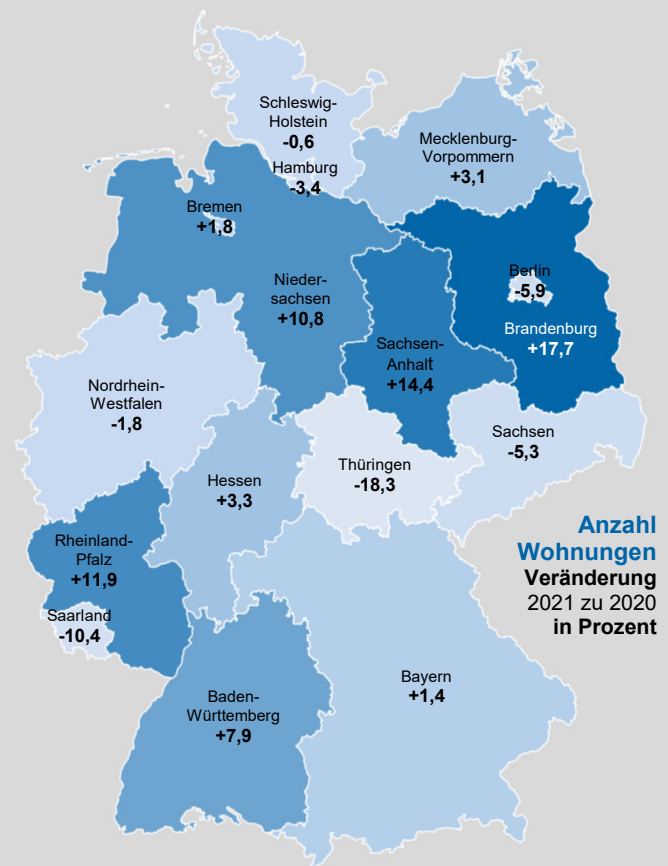 Schleswig-
Holstein
-0,6
Mecklenburg-
Vorpommern
+3,1
Hamburg
-3,4
Bremen
+1,8
Berlin
-5,9
Nieder-
sachsen
+10,8
Brandenburg
+17,7
Sachsen-
Anhalt
+14,4
Nordrhein-
Westfalen
-1,8
Sachsen
-5,3
Thüringen
-18,3
Hessen
+3,3
Rheinland-
Pfalz
+11,9
Saarland
-10,4
Baden-
Württemberg
+7,9
Bayern
+1,4
Anzahl
Wohnungen
Veränderung
2021 zu 2020
in Prozent